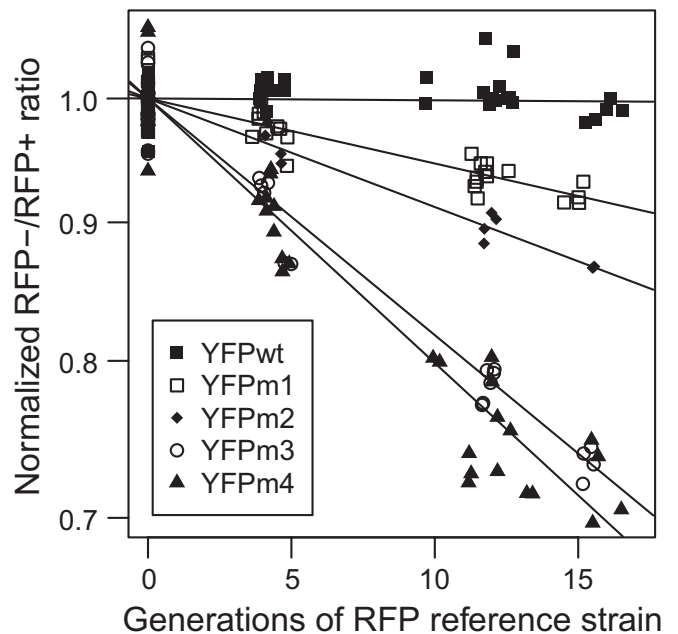 Normalized RFP−/RFP+ ratio
1.0
0.9
0.8
0.7
YFPwt
YFPm1
YFPm2
YFPm3
YFPm4
0 5 10 15
Generations of RFP reference strain